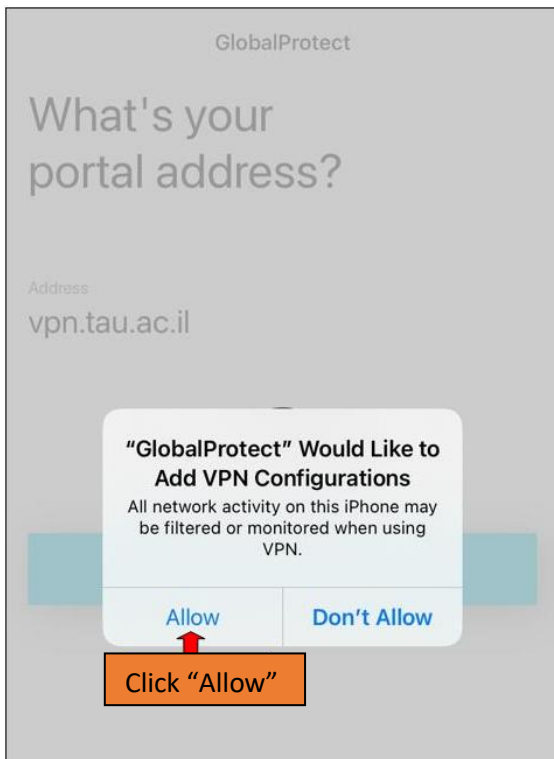 GlobalProtect
What's your
portal address?
Address
vpn.tau.ac.il
“GlobalProtect” Would Like to
Add VPN Configurations
All network activity on this iPhone may
be filtered or monitored when using
VPN.
Allow
Don't Allow
Click “Allow”